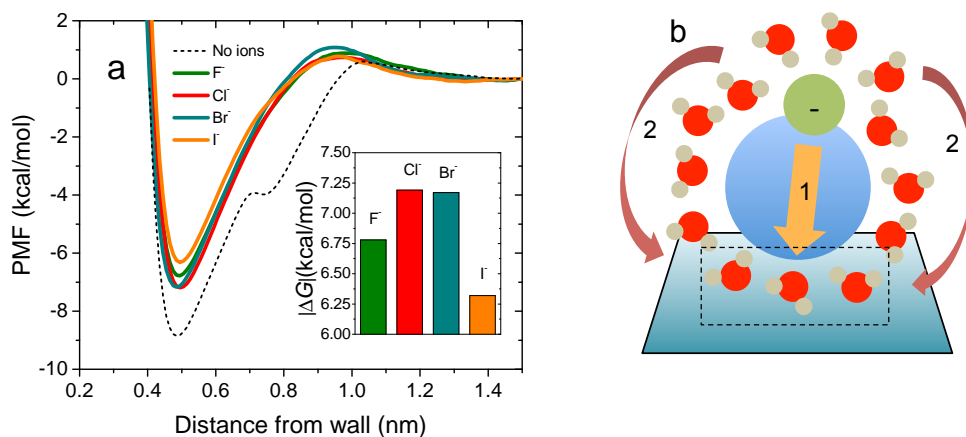 a
PMF (kcal/mol)
2
0
-2
-4
-6
-8
-10
0.2 0.4 0.6 0.8 1.0 1.2 1.4
Distance from wall (nm)
No ions
F-
Cl-
Br-
I-
|ΔG|(kcal/mol)
7.50
7.25
7.00
6.75
6.50
6.25
6.00
F-
Cl-
Br-
I-
b
2
2
-
1